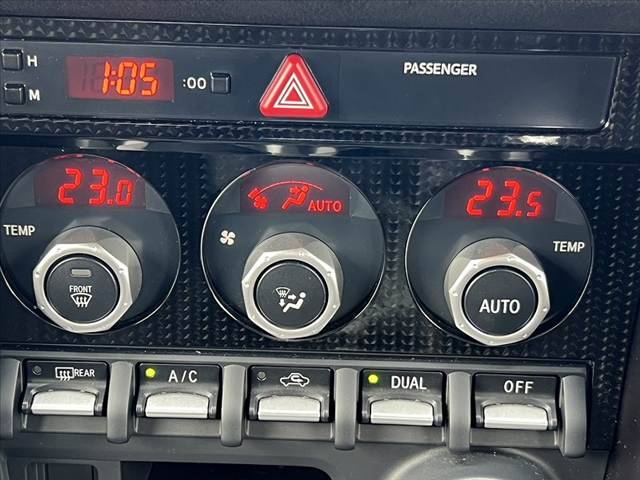 H
1:05
:00
PASSENGER
M
23.0
AUTO
23.5
TEMP
TEMP
FRONT
AUTO
REAR
A/C
DUAL
OFF